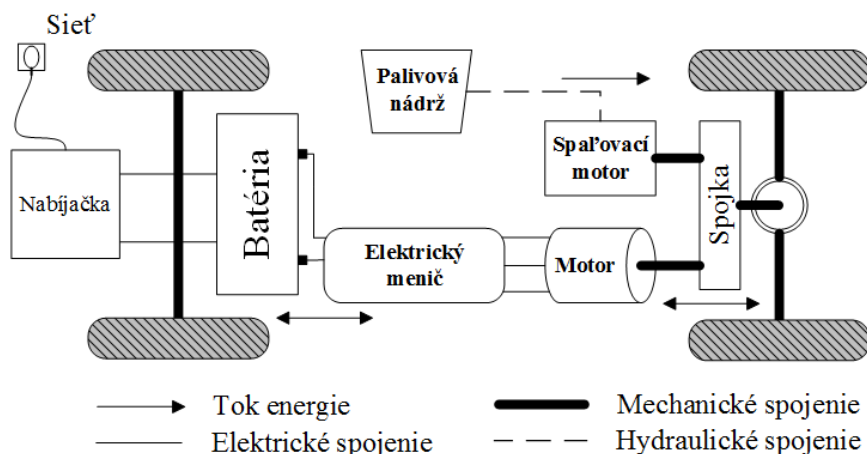 Sieť
Nabíjačka
Batéria
Palivová
nádrž
Spaľovací
motor
Elektrický
menič
Motor
Spojka
Tok energie
Mechanické spojenie
Elektrické spojenie
Hydraulické spojenie